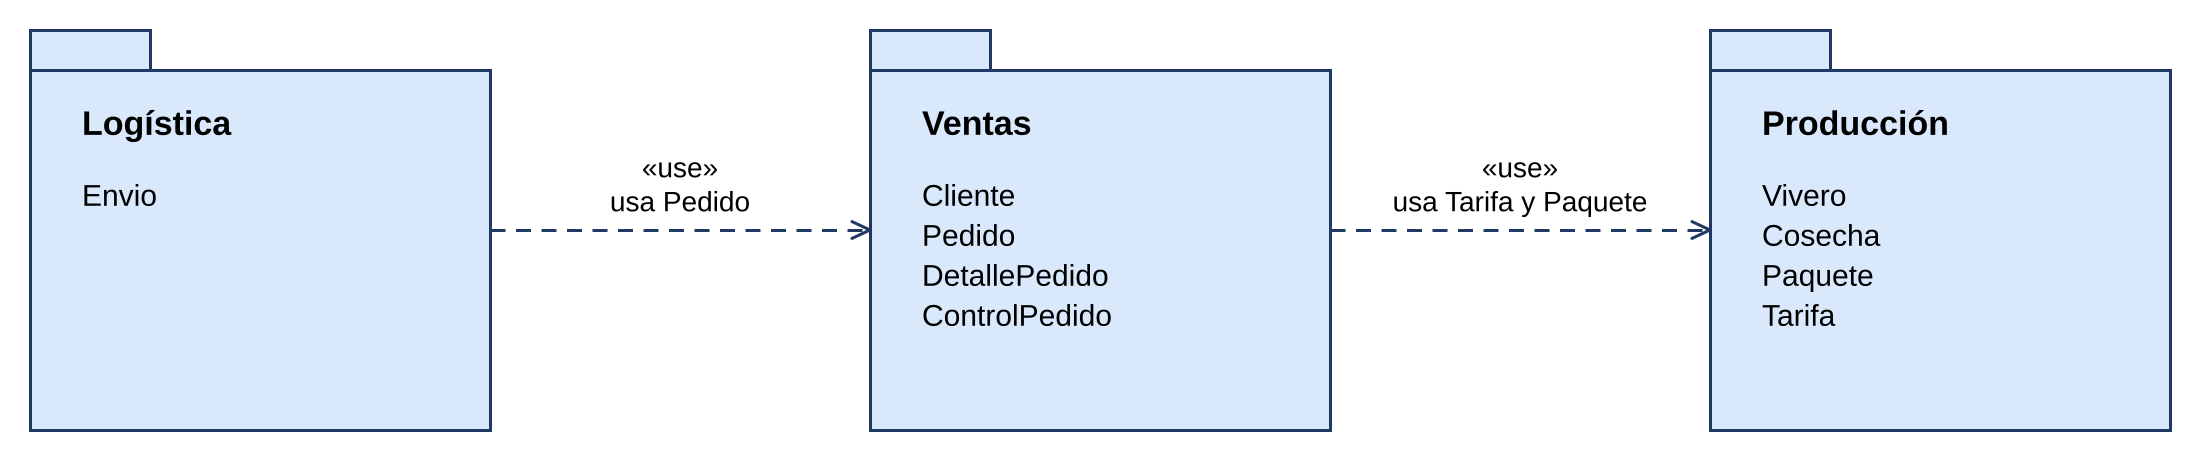 Logística
Envio
«use»
usa Pedido
Ventas
Cliente
Pedido
DetallePedido
ControlPedido
«use»
usa Tarifa y Paquete
Producción
Vivero
Cosecha
Paquete
Tarifa